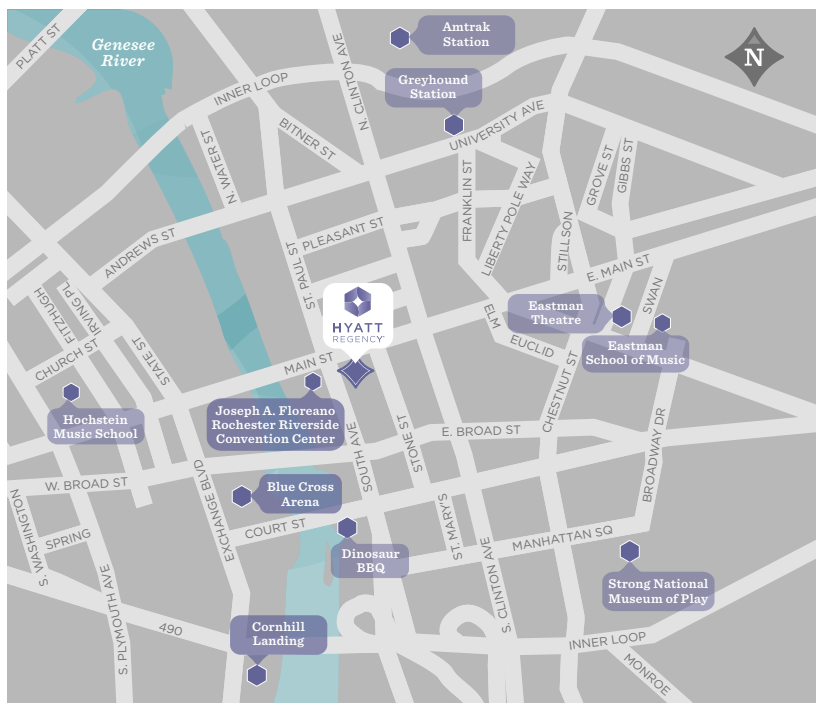 PLATT ST
Genesee
River
Amtrak
Station
N
INNER LOOP
N. CLINTON AVE
Greyhound
Station
BITNER ST
UNIVERSITY AVE
N. WATER ST
FRANKLIN ST
LIBERTY POLE WAY
GROVE ST
GIBBS ST
ANDREWS ST
PLEASANT ST
ST. PAUL ST
STILLSON
E. MAIN ST
SWAN
FITZHUGH
IRVING PL
HYATT
REGENCY
ELM
Eastman
Theatre
EUCLID
Eastman
School of Music
CHURCH ST
STATE ST
MAIN ST
CHESTNUT ST
Hochstein
Music School
Joseph A. Floreano
Rochester Riverside
Convention Center
E. BROAD ST
STONE ST
SOUTH AVE
BROADWAY DR
W. BROAD ST
Blue Cross
Arena
EXCHANGE BLVD
COURT ST
S. WASHINGTON
SPRING
ST. MARY'S
MANHATTAN SQ
Dinosaur
BBQ
S. CLINTON AVE
Strong National
Museum of Play
S. PLYMOUTH AVE
490
Cornhill
Landing
INNER LOOP
MONROE